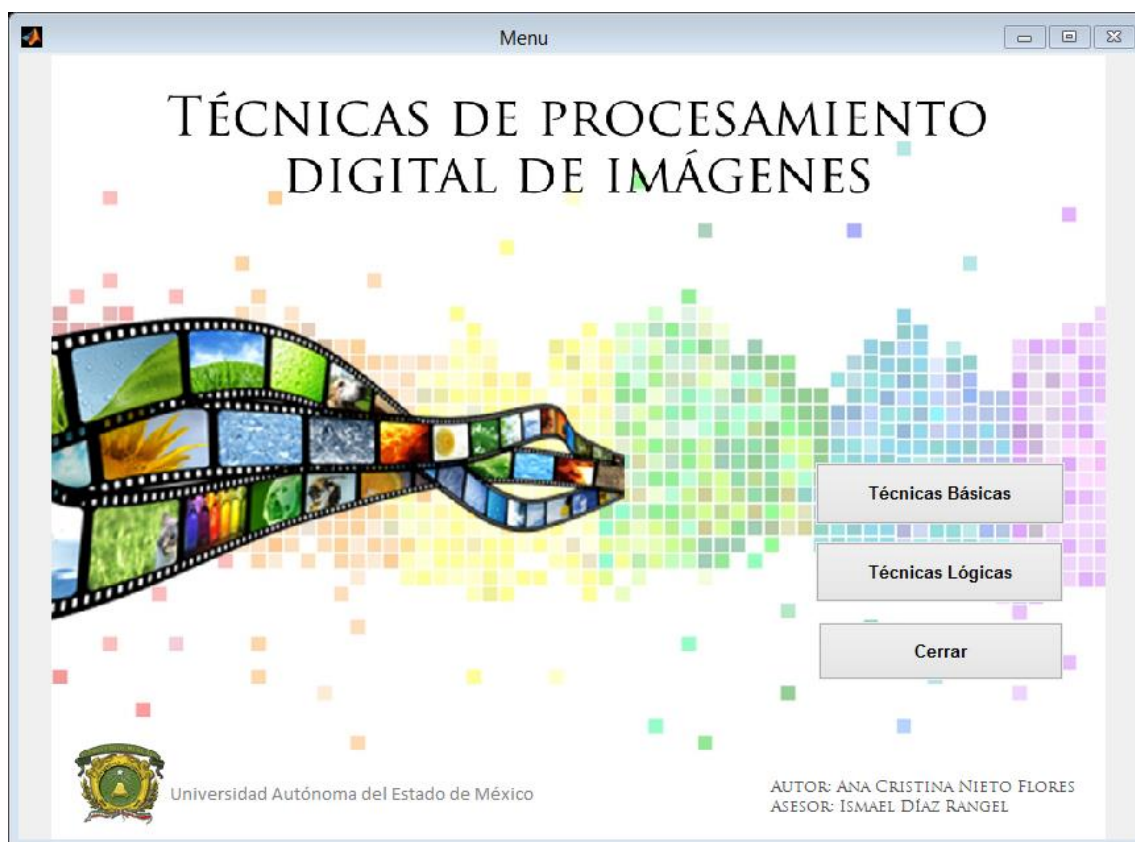 Menu
TÉCNICAS DE PROCESAMIENTO
DIGITAL DE IMÁGENES
Técnicas Básicas
Técnicas Lógicas
Cerrar
Universidad Autónoma del Estado de México
AUTOR: ANA CRISTINA NIETO FLORES
ASESOR: ISMAEL DÍAZ RANGEL